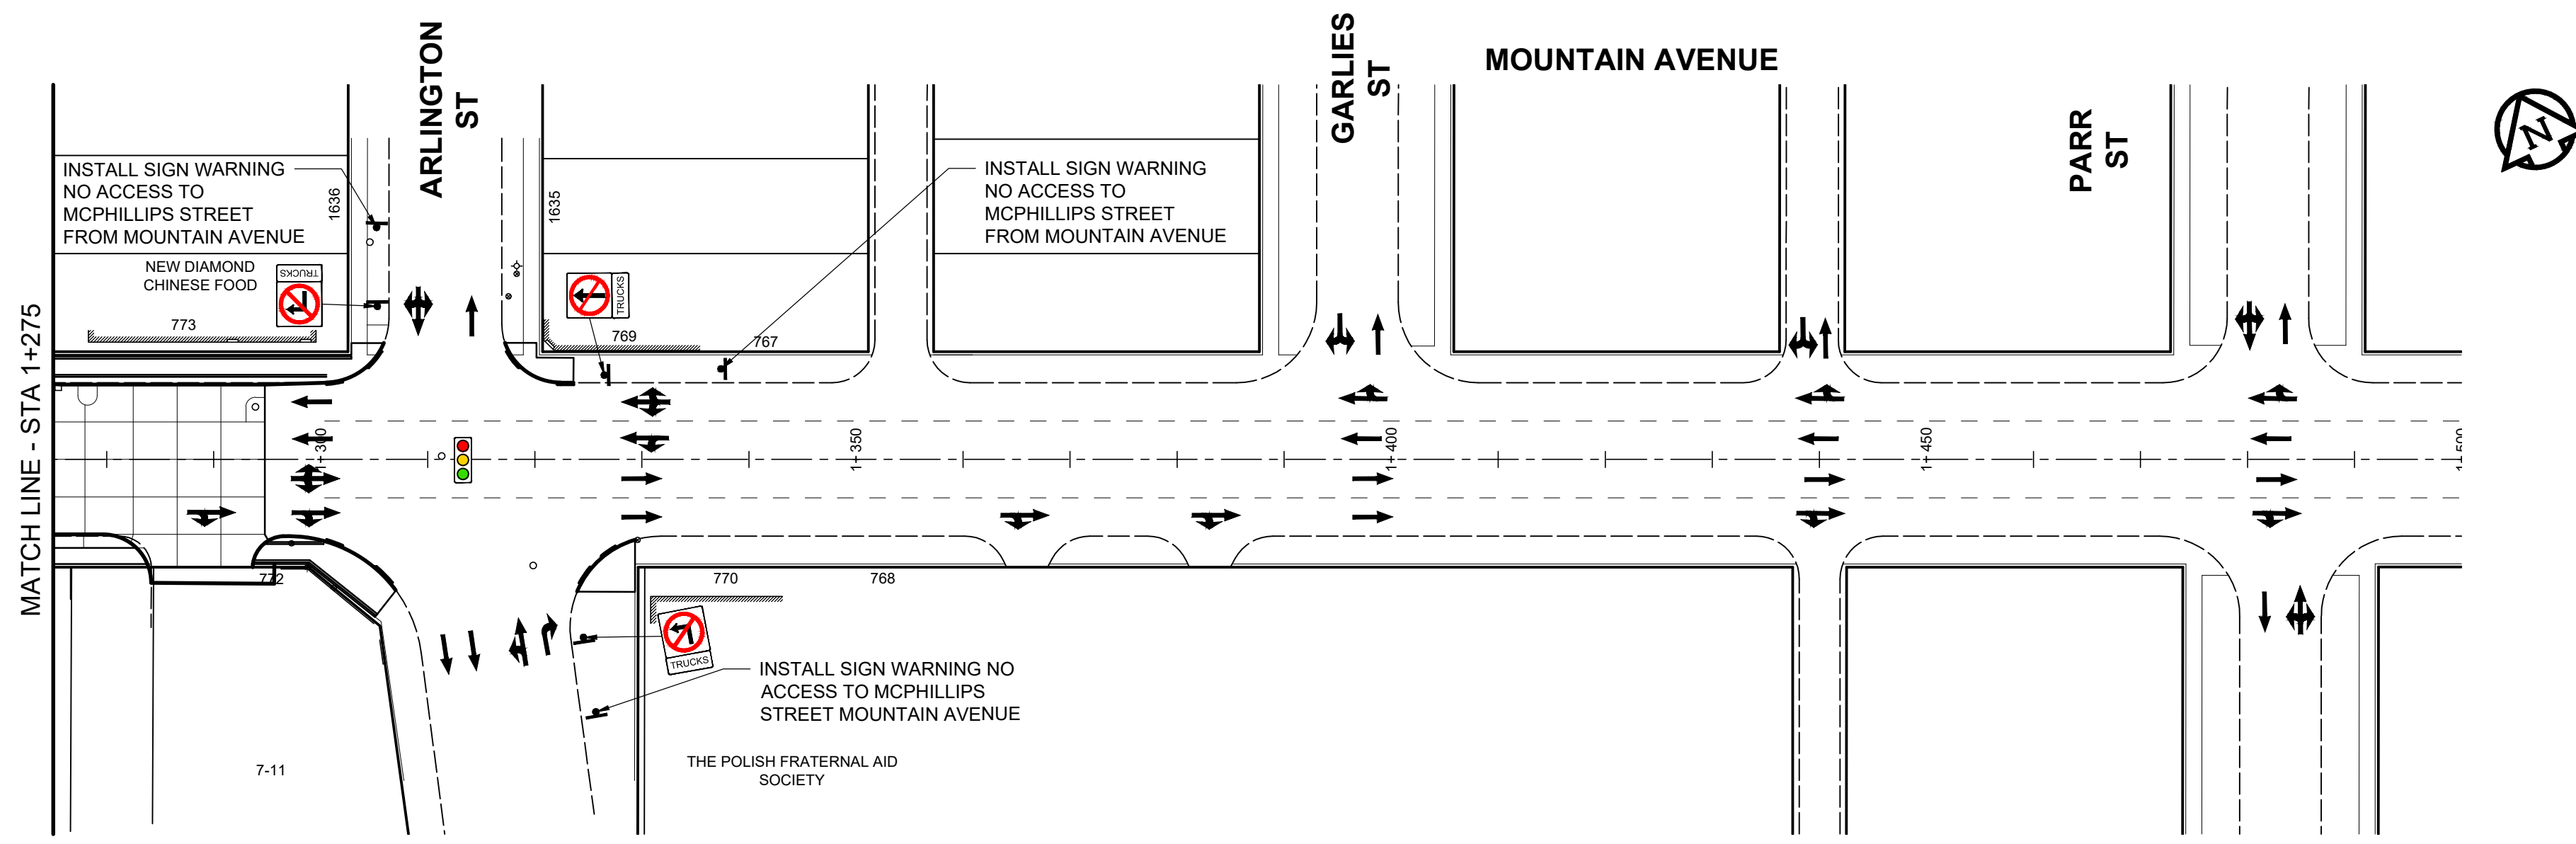 MOUNTAIN AVENUE
ARLINGTON
ST
GARLIES
ST
PARR
ST
N
MATCH LINE - STA 1+275
INSTALL SIGN WARNING
NO ACCESS TO
MCPHILLIPS STREET
FROM MOUNTAIN AVENUE
1636
NEW DIAMOND
CHINESE FOOD
TRUCKS
773
1635
TRUCKS
769
767
INSTALL SIGN WARNING
NO ACCESS TO
MCPHILLIPS STREET
FROM MOUNTAIN AVENUE
1+300
1+350
1+400
1+450
1+500
772
770
768
TRUCKS
INSTALL SIGN WARNING NO
ACCESS TO MCPHILLIPS
STREET MOUNTAIN AVENUE
THE POLISH FRATERNAL AID
SOCIETY
7-11